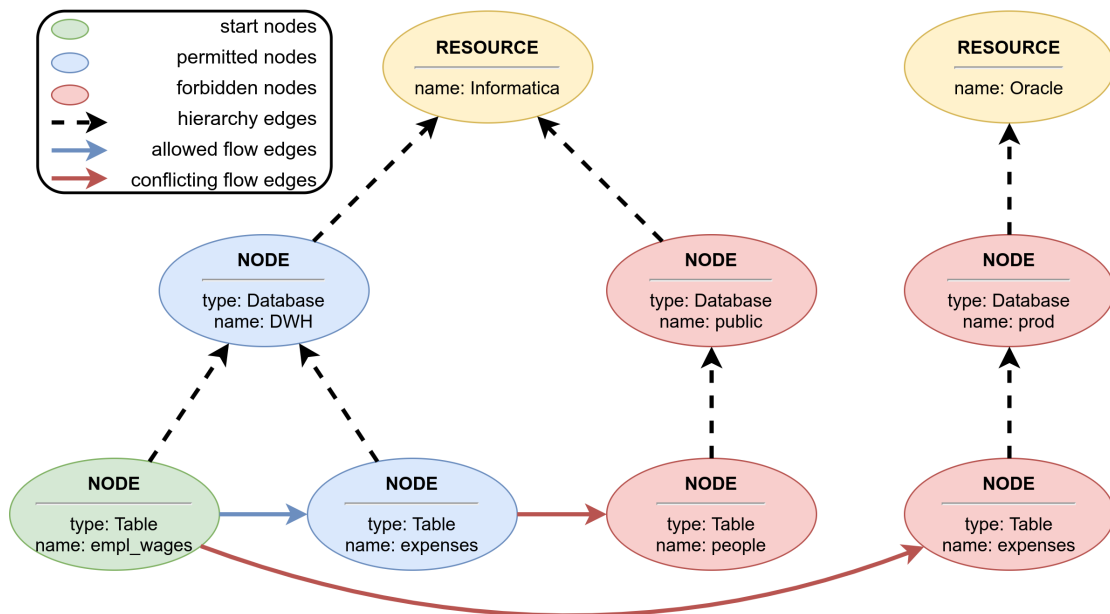 start nodes
permitted nodes
forbidden nodes
hierarchy edges
allowed flow edges
conflicting flow edges
RESOURCE
name: Informatica
RESOURCE
name: Oracle
NODE
type: Database
name: DWH
NODE
type: Database
name: public
NODE
type: Database
name: prod
NODE
type: Table
name: empl_wages
NODE
type: Table
name: expenses
NODE
type: Table
name: people
NODE
type: Table
name: expenses